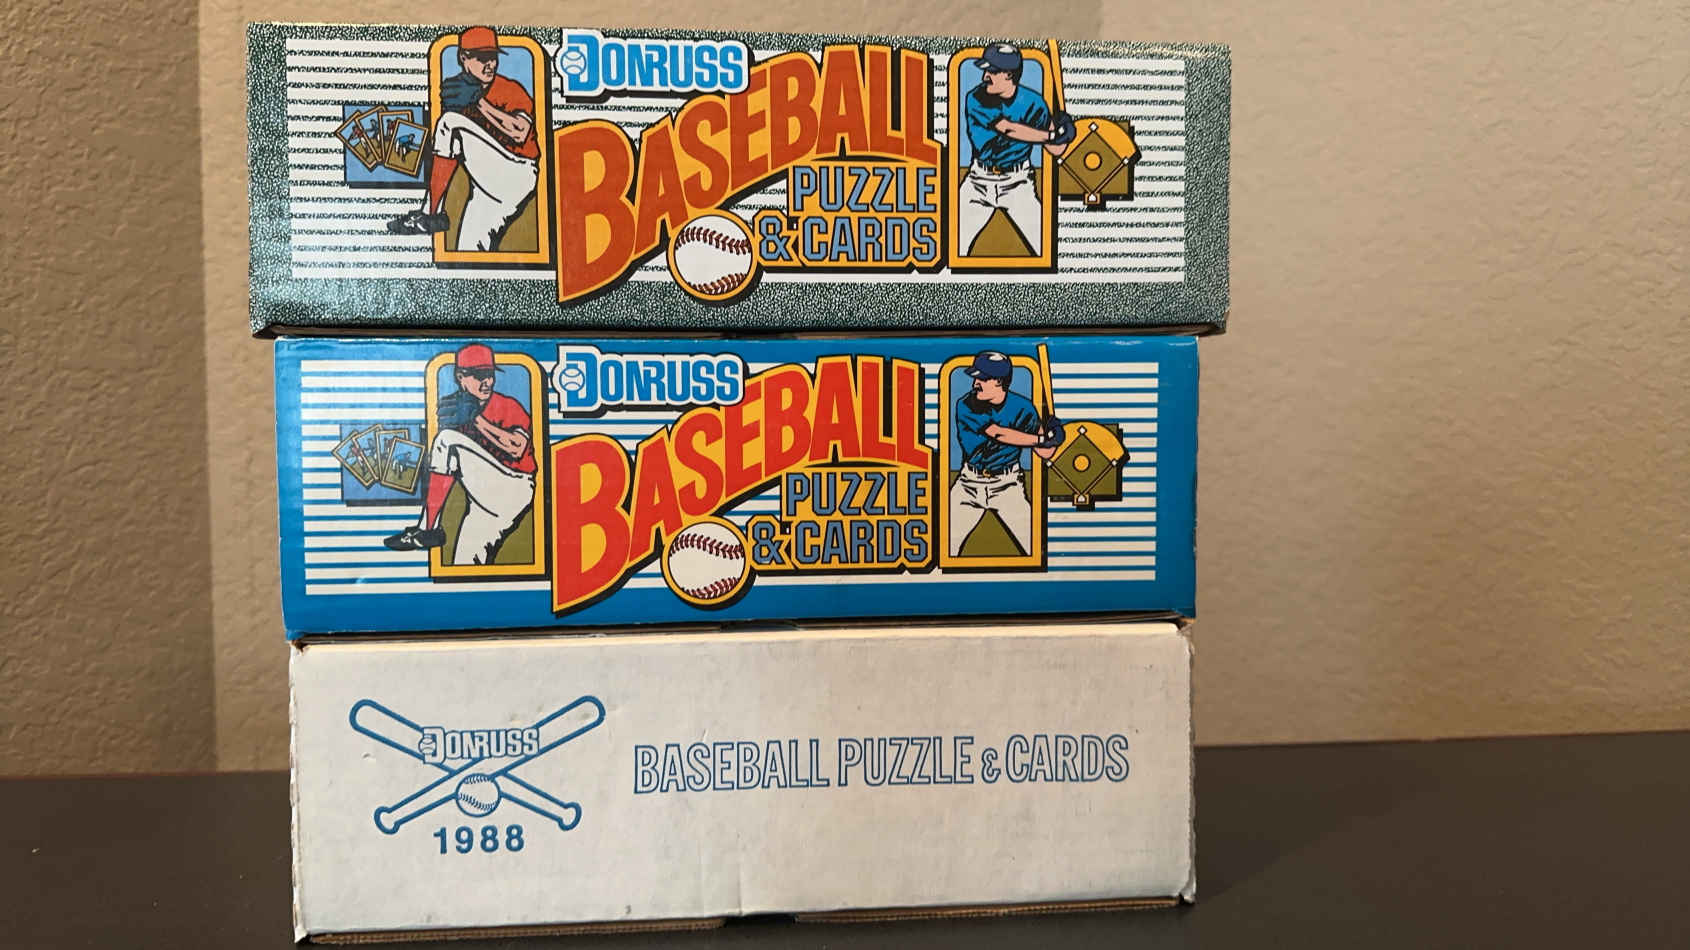 DONRUSS
BASEBALL
PUZZLE
& CARDS
DONRUSS
BASEBALL
PUZZLE
& CARDS
DONRUSS
1988
BASEBALL PUZZLE & CARDS